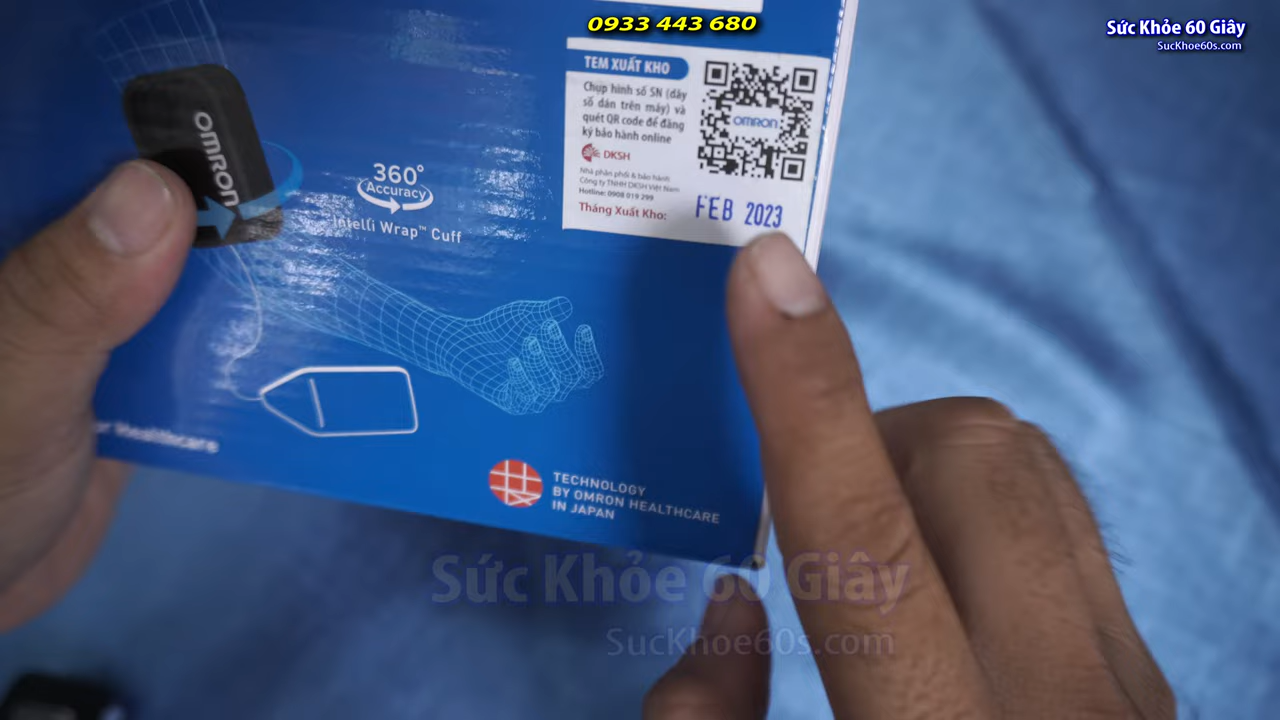 0933 443 680
Sức Khỏe 60 Giây
SucKhoe60s.com
TEM XUẤT KHO
Chụp hình số SN (dãy
số dán trên máy) và
quét QR code để đăng
ký bảo hành online
OMRON
DKSH
Nhà phân phối & bảo hành
Công ty TNHH DKSH Việt Nam
Hotline: 0908 019 299
Tháng Xuất Kho: FEB 2023
OMRON
360°
Accuracy
Intelli Wrap™ Cuff
Healthcare
TECHNOLOGY
BY OMRON HEALTHCARE
IN JAPAN
Sức Khỏe 60 Giây
SucKhoe60s.com